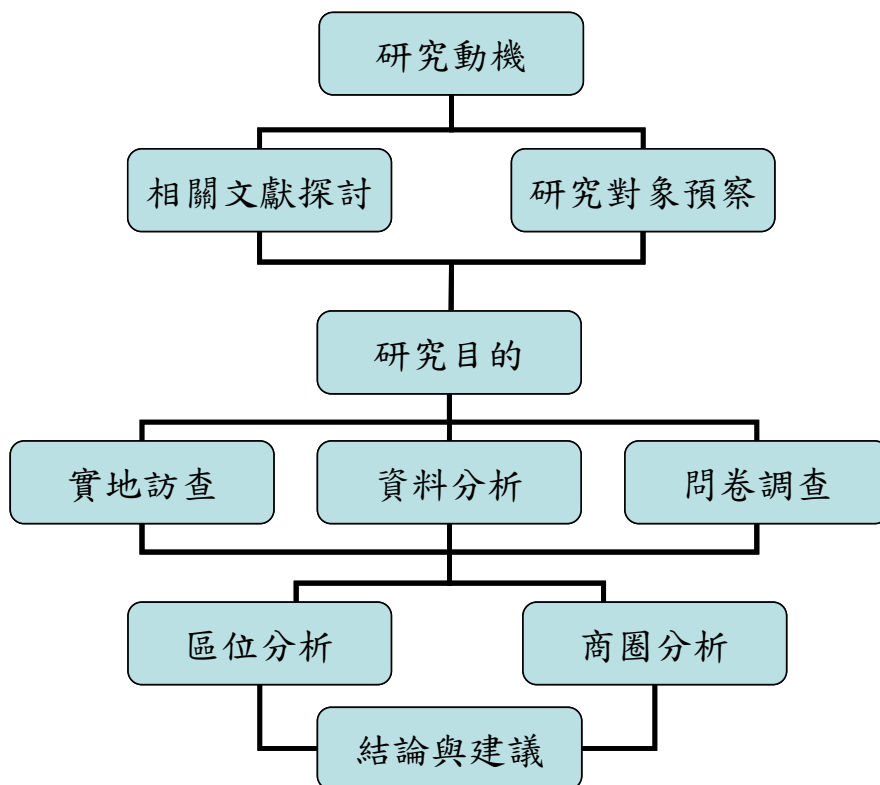 研究動機
相關文獻探討
研究對象預察
研究目的
實地訪查
資料分析
問卷調查
區位分析
商圈分析
結論與建議